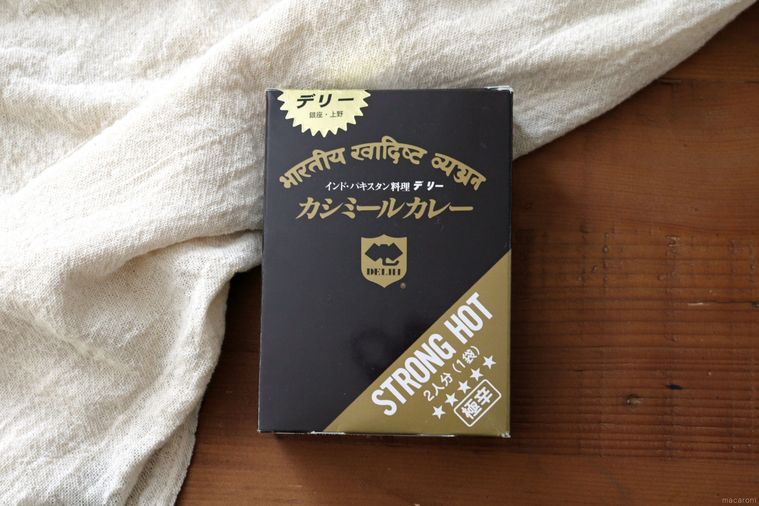 デリー
銀座・上野
भारतीय स्वादिष्ट व्यञ्जन
インド・パキスタン料理 デリー
カシミールカレー
DELHI
®
STRONG HOT
2人分(1袋)
★★★★★
極辛
macaroni